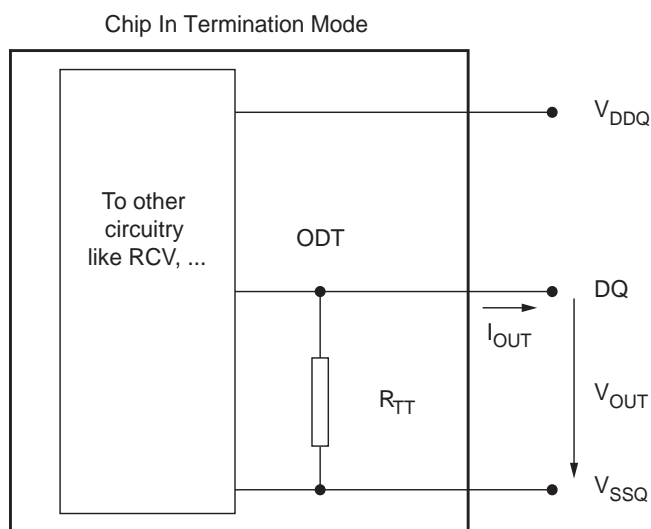 Chip In Termination Mode
V_DDQ
To other
circuitry
like RCV, ...
ODT
DQ
I_OUT
R_TT
V_OUT
V_SSQ